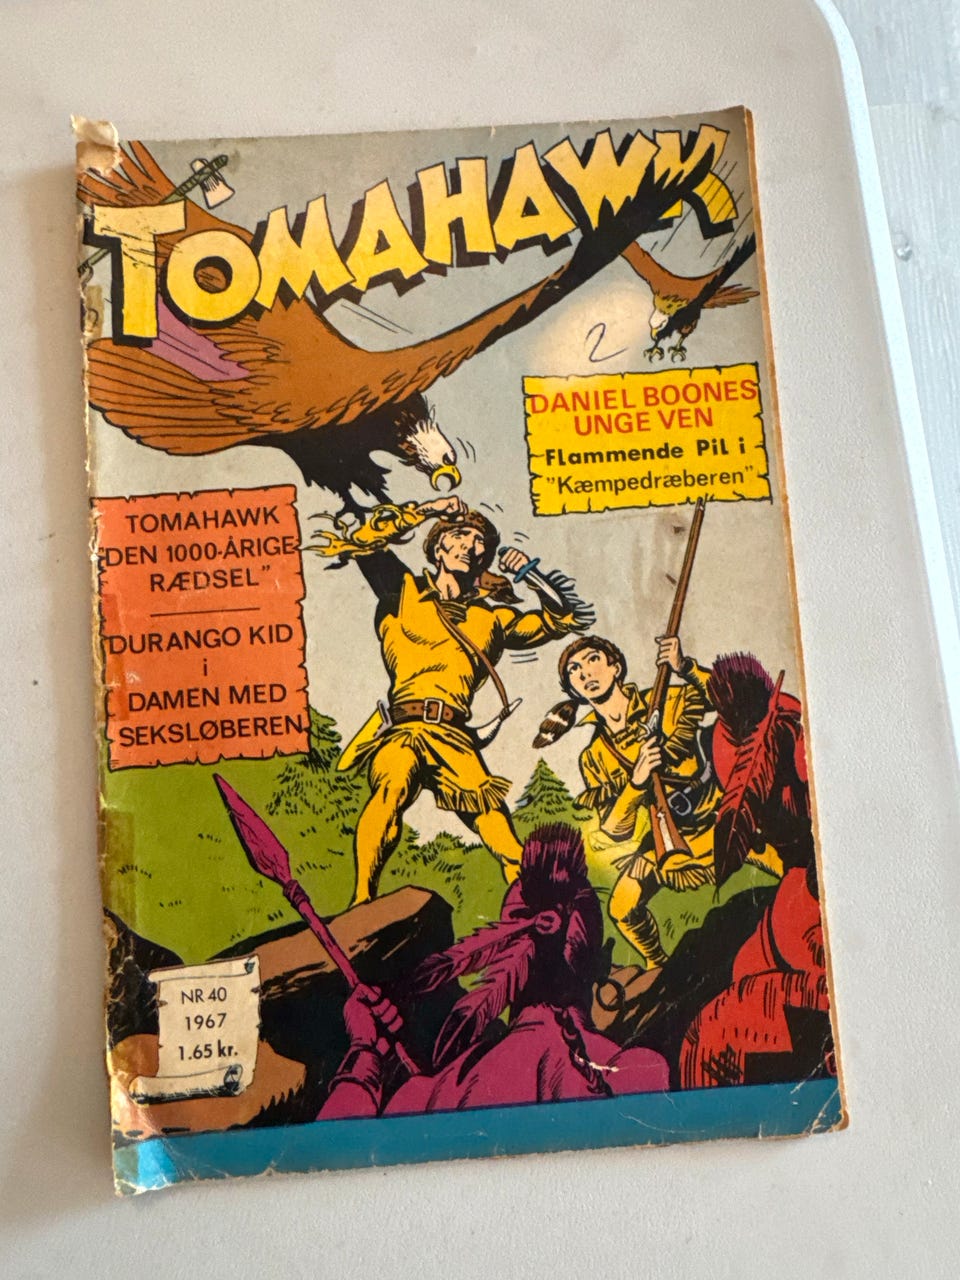 TOMAHAWK
2
DANIEL BOONES
UNGE VEN
Flammende Pil i
"Kæmpedræberen"
TOMAHAWK
"DEN 1000-ÅRIGE
RÆDSEL"
DURANGO KID
i
DAMEN MED
SEKSLØBEREN
NR 40
1967
1.65 kr.